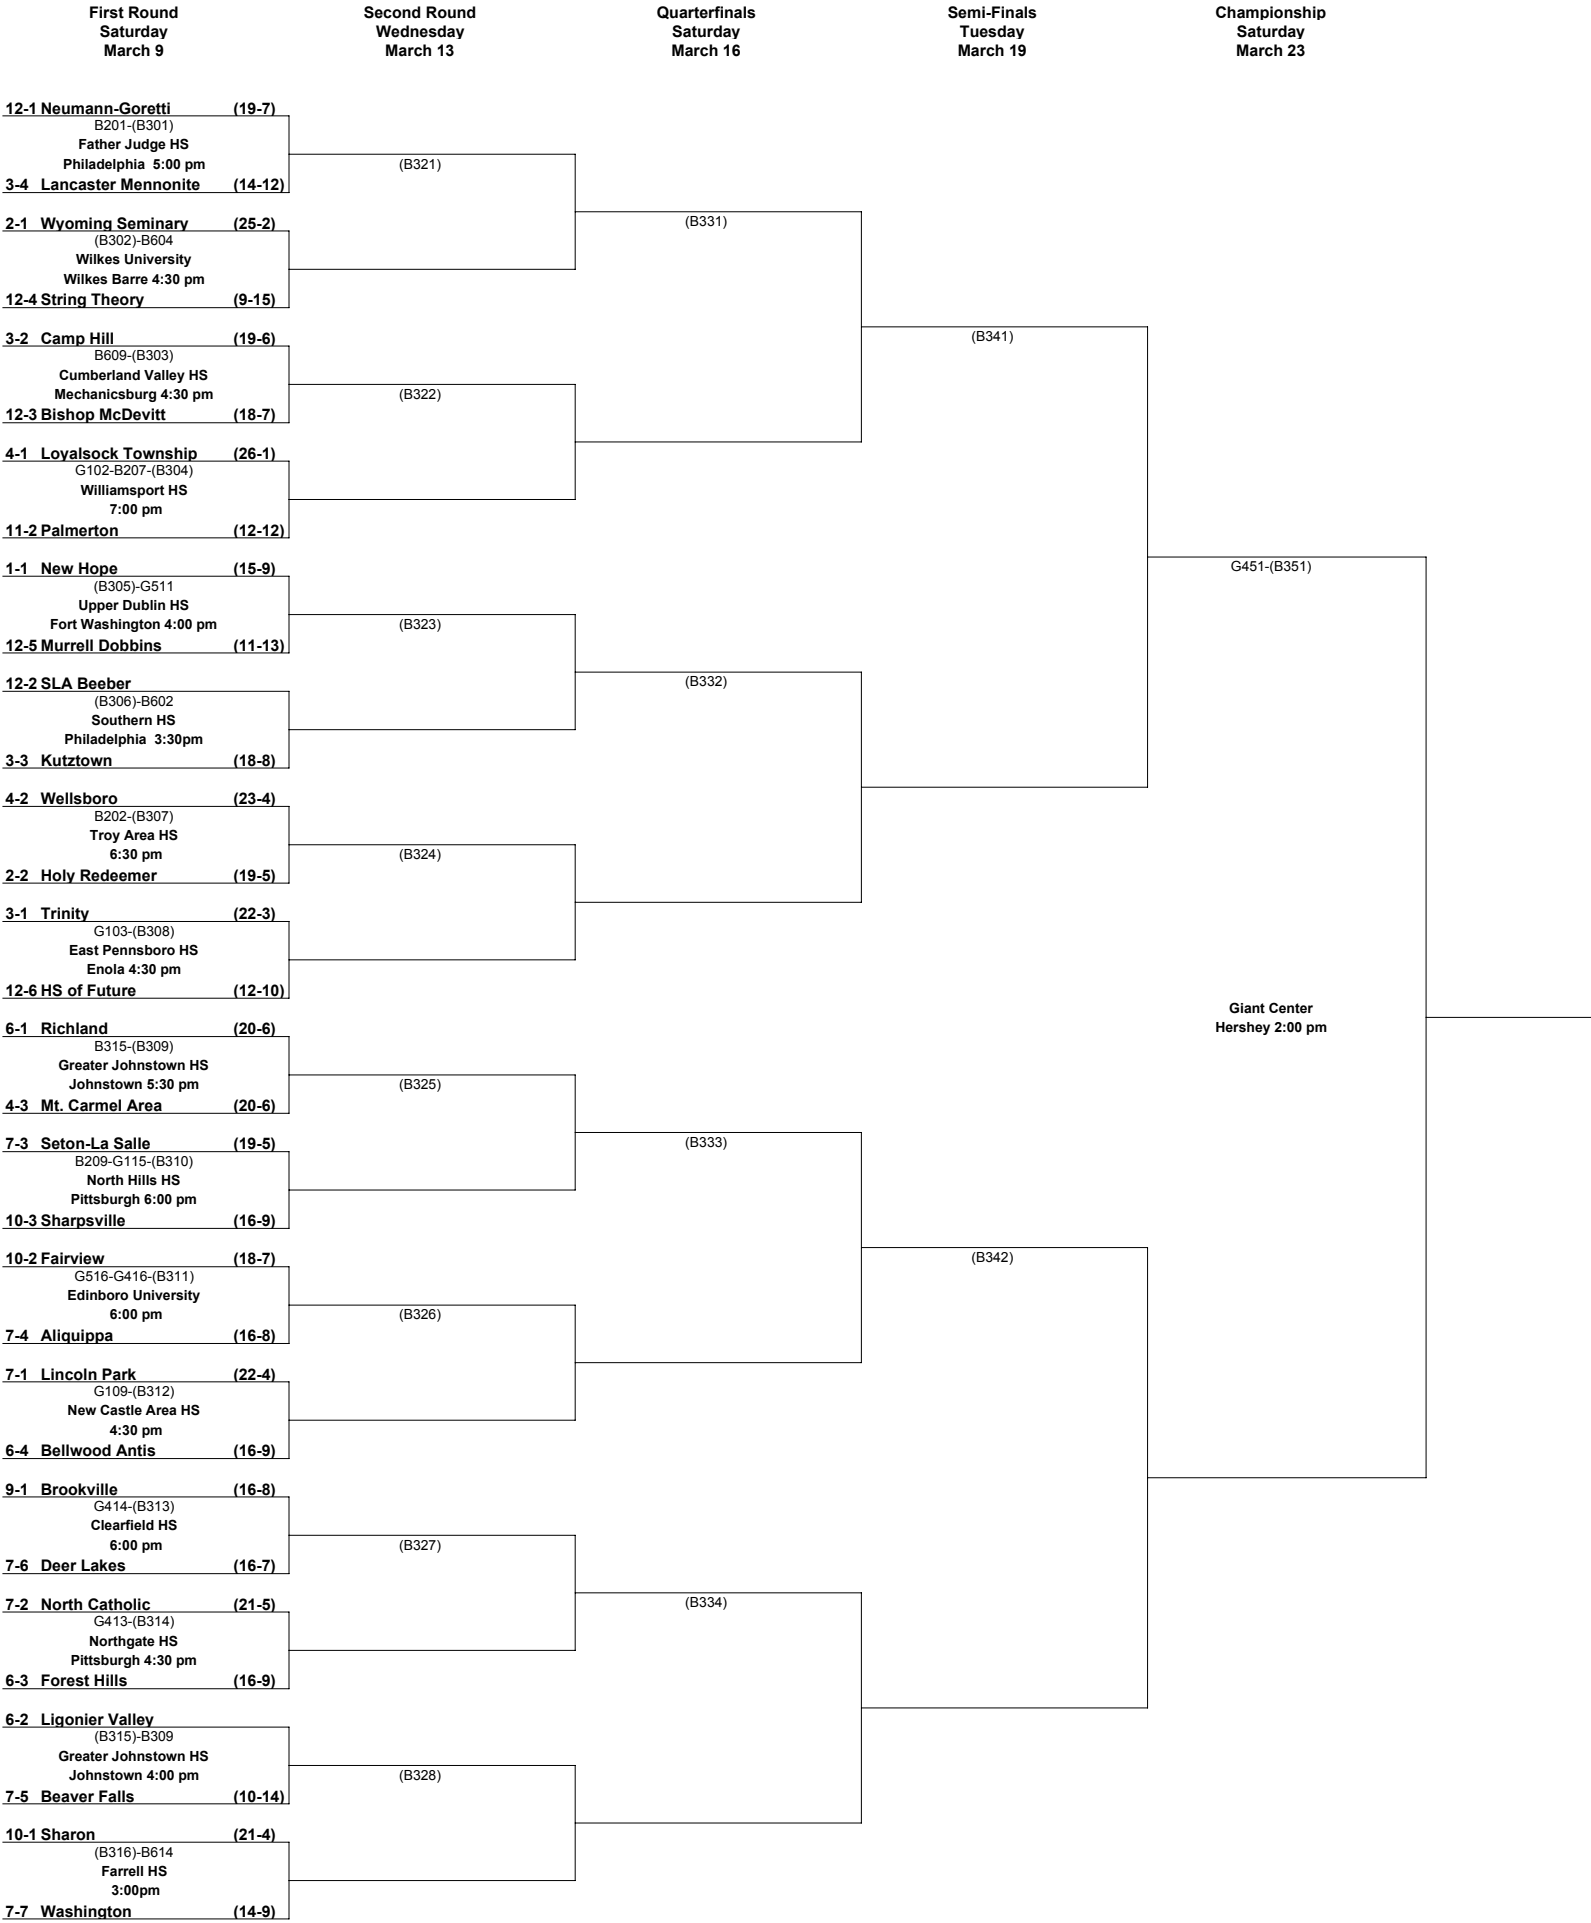 First Round
Saturday
March 9
Second Round
Wednesday
March 13
Quarterfinals
Saturday
March 16
Semi-Finals
Tuesday
March 19
Championship
Saturday
March 23
12-1 Neumann-Goretti (19-7)
B201-(B301)
Father Judge HS
Philadelphia 5:00 pm
3-4 Lancaster Mennonite (14-12)
(B321)
2-1 Wyoming Seminary (25-2)
(B302)-B604
Wilkes University
Wilkes Barre 4:30 pm
12-4 String Theory (9-15)
(B331)
3-2 Camp Hill (19-6)
B609-(B303)
Cumberland Valley HS
Mechanicsburg 4:30 pm
12-3 Bishop McDevitt (18-7)
(B322)
(B341)
4-1 Loyalsock Township (26-1)
G102-B207-(B304)
Williamsport HS
7:00 pm
11-2 Palmerton (12-12)
1-1 New Hope (15-9)
(B305)-G511
Upper Dublin HS
Fort Washington 4:00 pm
12-5 Murrell Dobbins (11-13)
(B323)
G451-(B351)
12-2 SLA Beeber
(B306)-B602
Southern HS
Philadelphia 3:30pm
3-3 Kutztown (18-8)
(B332)
4-2 Wellsboro (23-4)
B202-(B307)
Troy Area HS
6:30 pm
2-2 Holy Redeemer (19-5)
(B324)
3-1 Trinity (22-3)
G103-(B308)
East Pennsboro HS
Enola 4:30 pm
12-6 HS of Future (12-10)
Giant Center
Hershey 2:00 pm
6-1 Richland (20-6)
B315-(B309)
Greater Johnstown HS
Johnstown 5:30 pm
4-3 Mt. Carmel Area (20-6)
(B325)
7-3 Seton-La Salle (19-5)
B209-G115-(B310)
North Hills HS
Pittsburgh 6:00 pm
10-3 Sharpsville (16-9)
(B333)
10-2 Fairview (18-7)
G516-G416-(B311)
Edinboro University
6:00 pm
7-4 Aliquippa (16-8)
(B326)
(B342)
7-1 Lincoln Park (22-4)
G109-(B312)
New Castle Area HS
4:30 pm
6-4 Bellwood Antis (16-9)
9-1 Brookville (16-8)
G414-(B313)
Clearfield HS
6:00 pm
7-6 Deer Lakes (16-7)
(B327)
7-2 North Catholic (21-5)
G413-(B314)
Northgate HS
Pittsburgh 4:30 pm
6-3 Forest Hills (16-9)
(B334)
6-2 Ligonier Valley
(B315)-B309
Greater Johnstown HS
Johnstown 4:00 pm
7-5 Beaver Falls (10-14)
(B328)
10-1 Sharon (21-4)
(B316)-B614
Farrell HS
3:00pm
7-7 Washington (14-9)